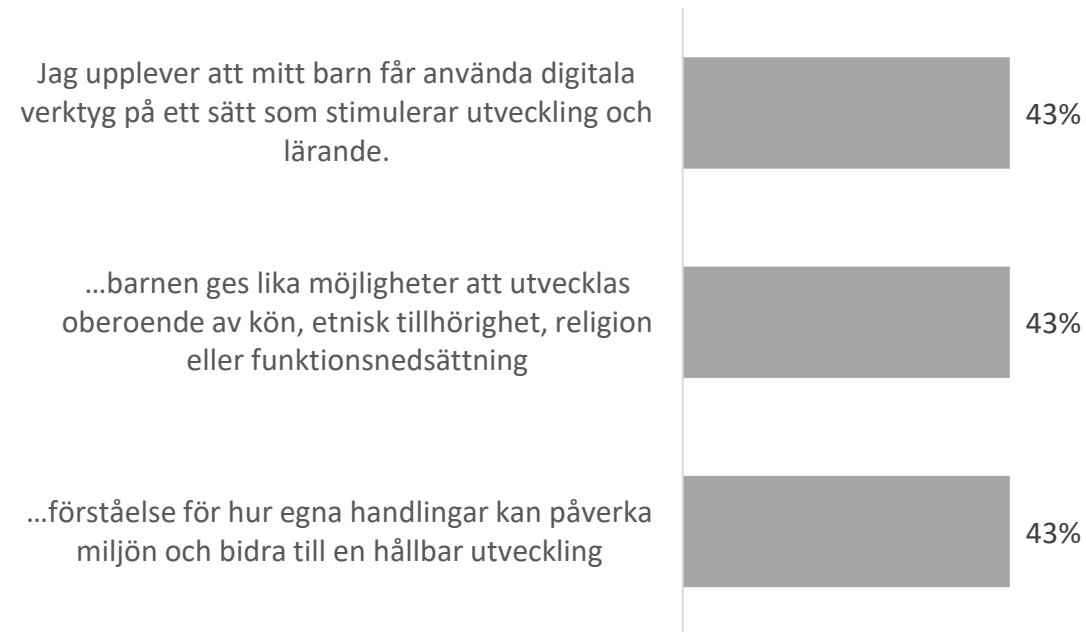 Jag upplever att mitt barn får använda digitala
verktyg på ett sätt som stimulerar utveckling och
lärande.
43%
…barnen ges lika möjligheter att utvecklas
oberoende av kön, etnisk tillhörighet, religion
eller funktionsnedsättning
43%
…förståelse för hur egna handlingar kan påverka
miljön och bidra till en hållbar utveckling
43%